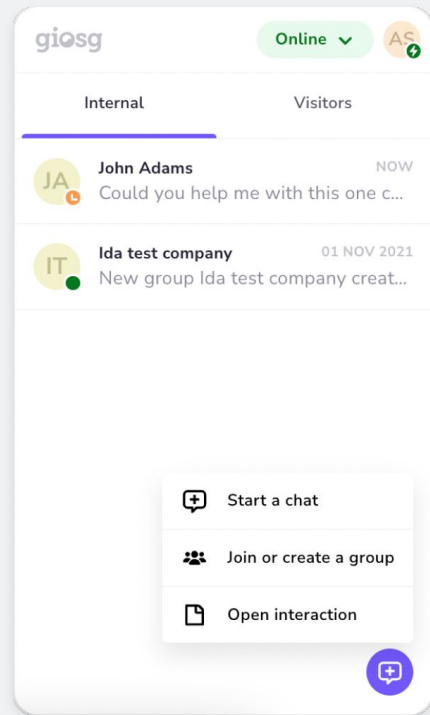 giosg
Online
AS
Internal
Visitors
JA
John Adams
NOW
Could you help me with this one c...
IT
Ida test company
01 NOV 2021
New group Ida test company creat...
Start a chat
Join or create a group
Open interaction